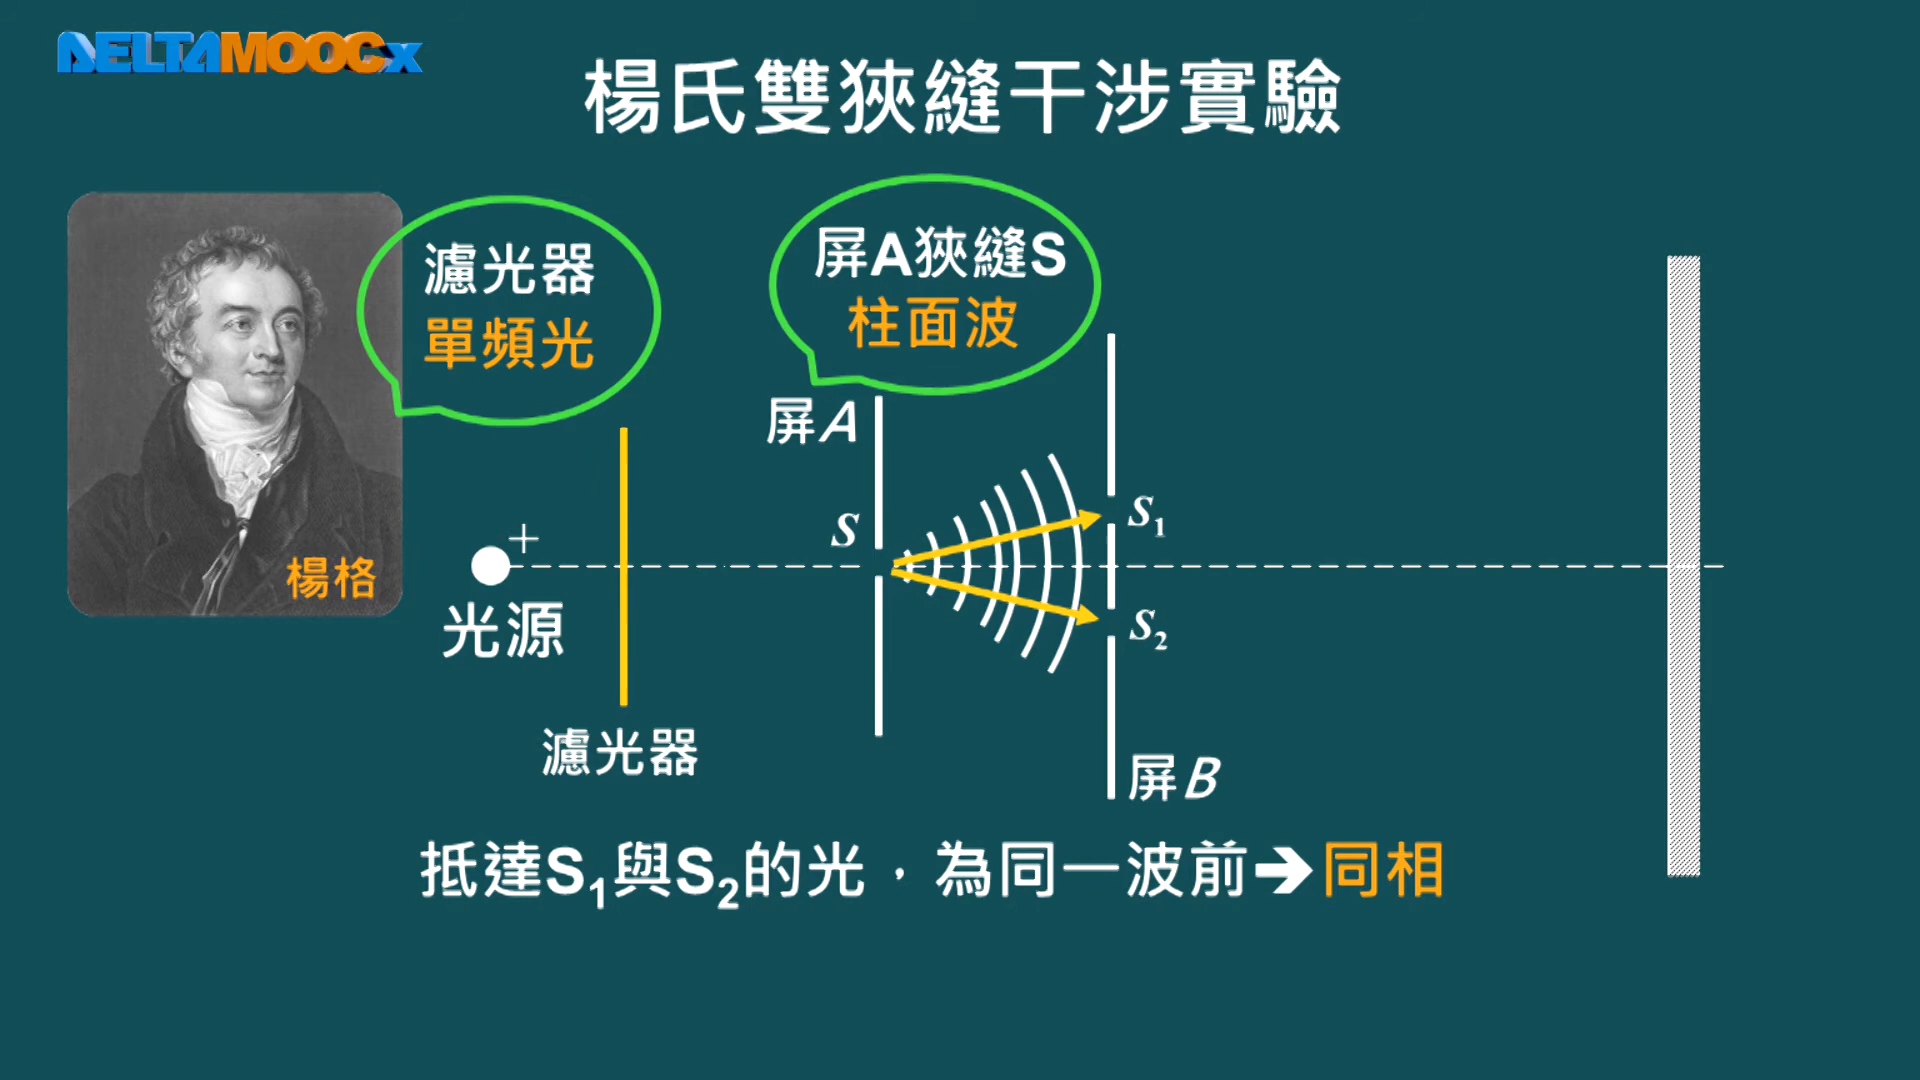 DELTAMOOCx
楊氏雙狹縫干涉實驗
濾光器
單頻光
屏A狹縫S
柱面波
屏A
S
S1
S2
楊格
+
光源
濾光器
屏B
抵達S1與S2的光，為同一波前➔同相